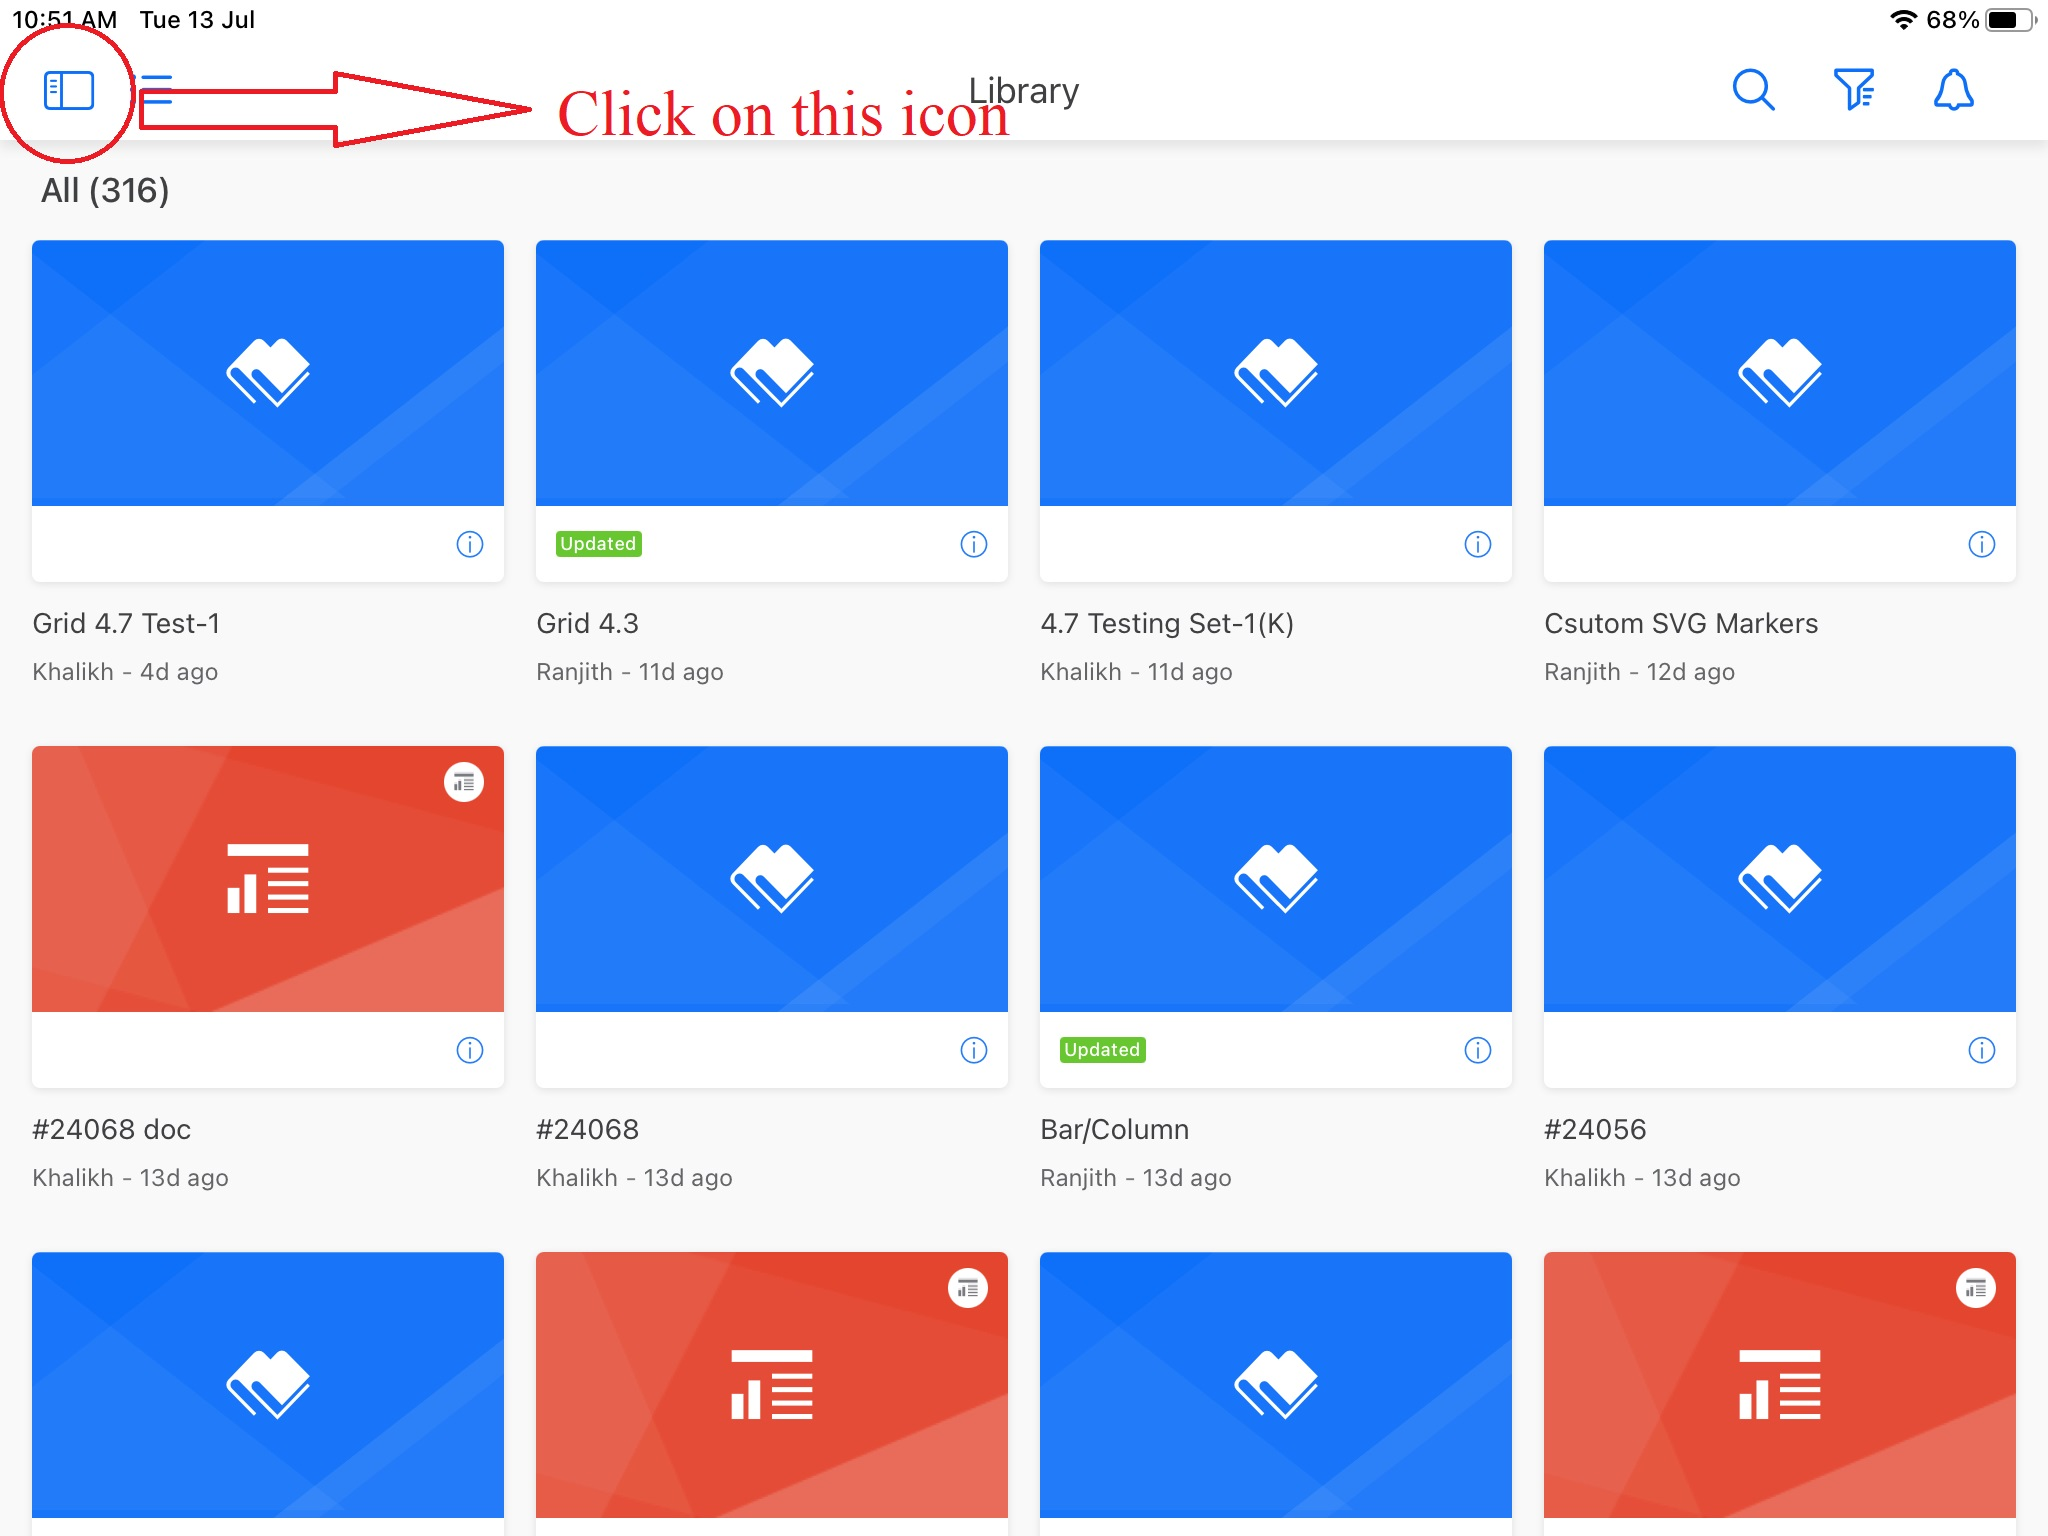 10:51 AM Tue 13 Jul
68%
Library
Click on this icon
All (316)
Updated
Grid 4.7 Test-1
Khalikh - 4d ago
Grid 4.3
Ranjith - 11d ago
4.7 Testing Set-1(K)
Khalikh - 11d ago
Csutom SVG Markers
Ranjith - 12d ago
Updated
#24068 doc
Khalikh - 13d ago
#24068
Khalikh - 13d ago
Bar/Column
Ranjith - 13d ago
#24056
Khalikh - 13d ago